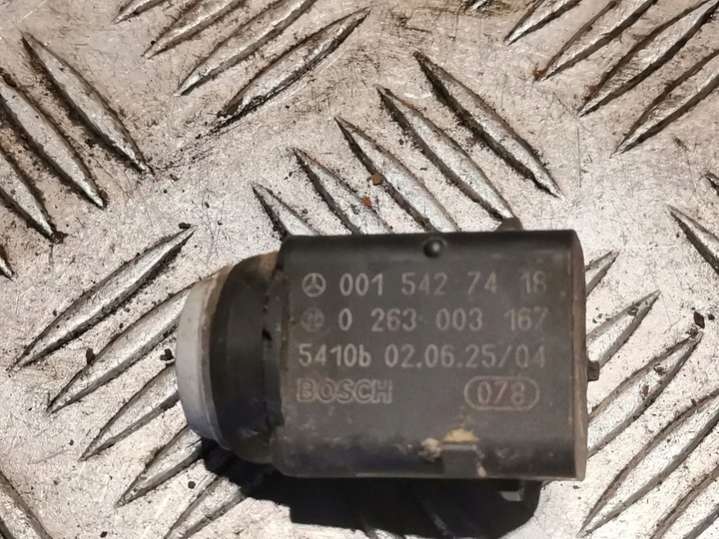 001 542 74 18
0 263 003 167
5410b 02.06.25/04
BOSCH 078